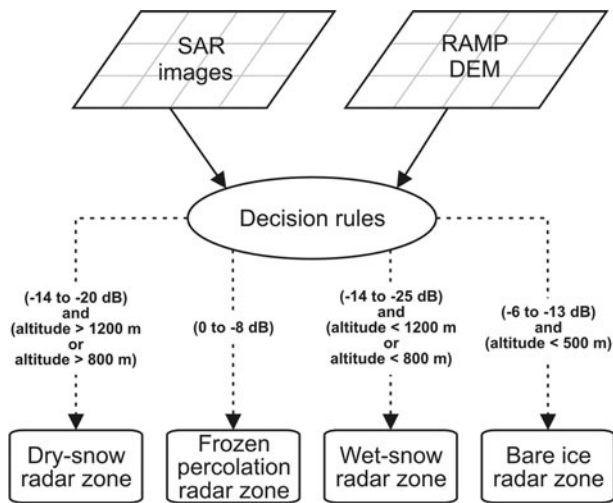 SAR
images
RAMP
DEM
Decision rules
(-14 to -20 dB)
and
(altitude > 1200 m
or
altitude > 800 m)
(0 to -8 dB)
(-14 to -25 dB)
and
(altitude < 1200 m
or
altitude < 800 m)
(-6 to -13 dB)
and
(altitude < 500 m)
Dry-snow
radar zone
Frozen
percolation
radar zone
Wet-snow
radar zone
Bare ice
radar zone